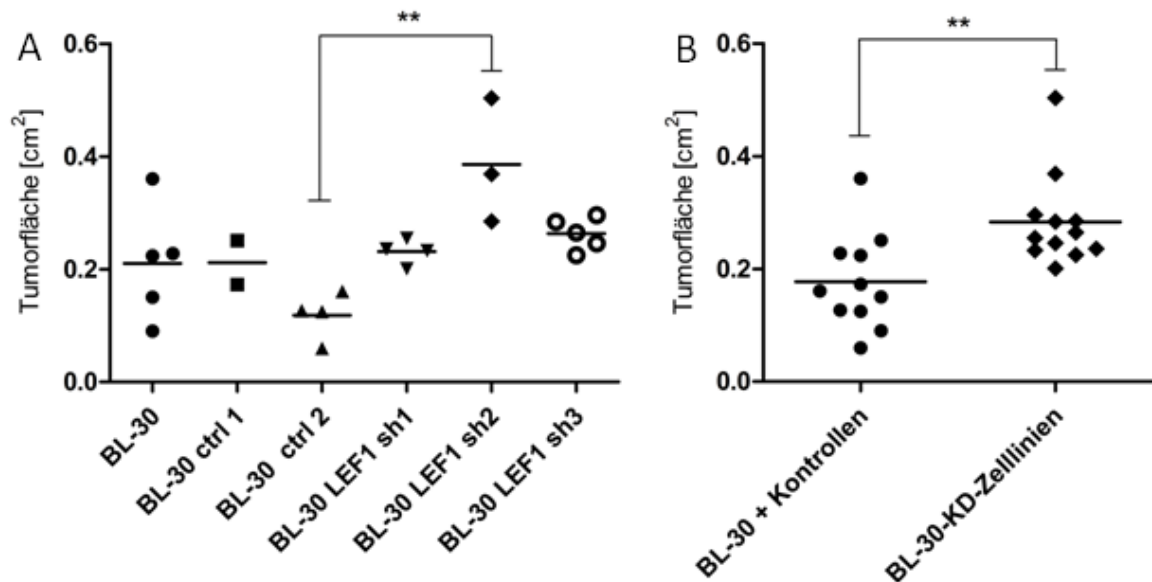 A
**
Tumorfläche [cm²]
0.6
0.4
0.2
0.0
BL-30
BL-30 ctrl 1
BL-30 ctrl 2
BL-30 LEF1 sh1
BL-30 LEF1 sh2
BL-30 LEF1 sh3
B
**
Tumorfläche [cm²]
0.6
0.4
0.2
0.0
BL-30 + Kontrollen
BL-30-KD-Zelllinien